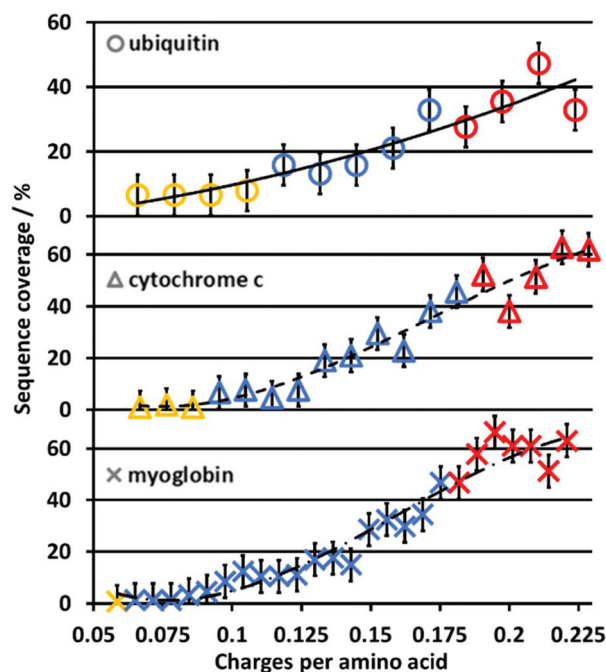 Sequence coverage / %
60
ubiquitin
40
20
0
60
cytochrome c
40
20
0
60
myoglobin
40
20
0
0.05 0.075 0.1 0.125 0.15 0.175 0.2 0.225
Charges per amino acid